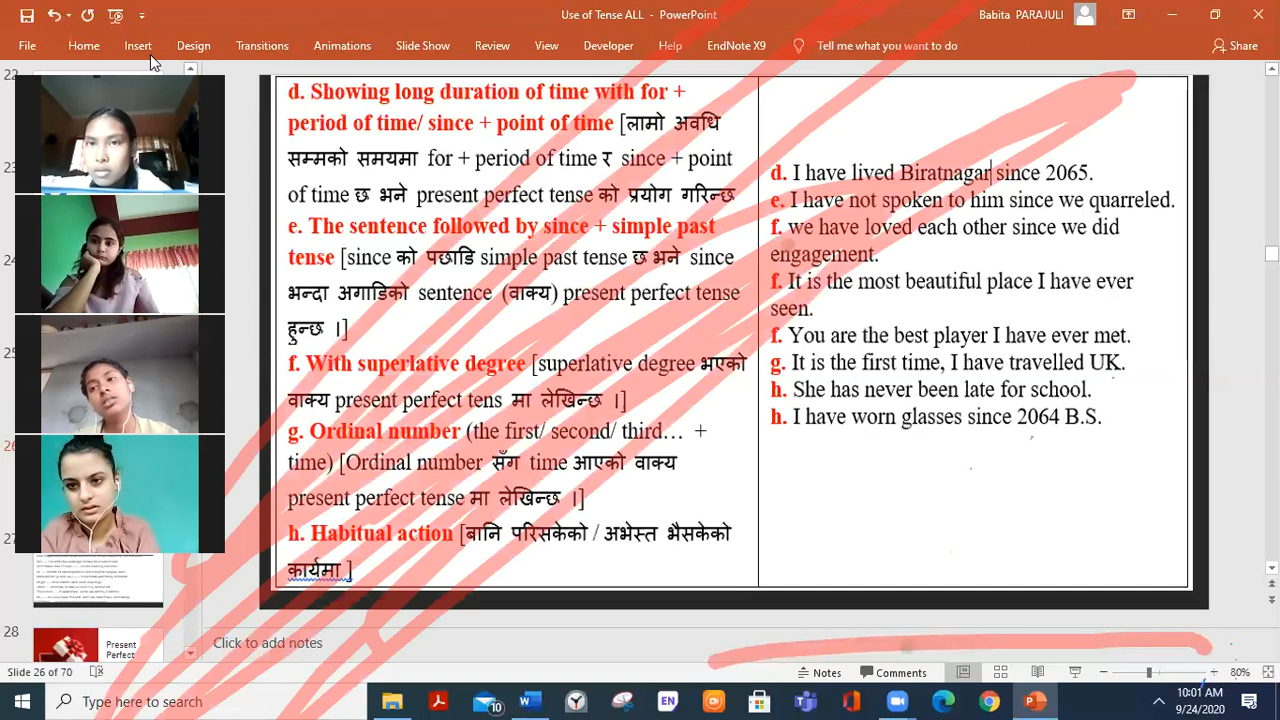 Use of Tense ALL - PowerPoint
Babita PARAJULI
File Home Insert Design Transitions Animations Slide Show Review View Developer Help EndNote X9 Tell me what you want to do Share
22
23
24
25
26
27
28
d. Showing long duration of time with for +
period of time/ since + point of time [लामो अवधि
सम्मको समयमा for + period of time र since + point
of time छ भने present perfect tense को प्रयोग गरिन्छ
e. The sentence followed by since + simple past
tense [since को पछाडि simple past tense छ भने since
भन्दा अगाडिको sentence (वाक्य) present perfect tense
हुन्छ ।]
f. With superlative degree [superlative degree भएको
वाक्य present perfect tens मा लेखिन्छ ।]
g. Ordinal number (the first/ second/ third… +
time) [Ordinal number सँग time आएको वाक्य
present perfect tense मा लेखिन्छ ।]
h. Habitual action [बानि परिसकेको / अभेस्त भैसकेको
कार्यमा ]
d. I have lived Biratnagar since 2065.
e. I have not spoken to him since we quarreled.
f. we have loved each other since we did
engagement.
f. It is the most beautiful place I have ever
seen.
f. You are the best player I have ever met.
g. It is the first time, I have travelled UK.
h. She has never been late for school.
h. I have worn glasses since 2064 B.S.
Present
Perfect
Click to add notes
Slide 26 of 70 Notes Comments 80%
Type here to search
10
EN
10:01 AM
9/24/2020